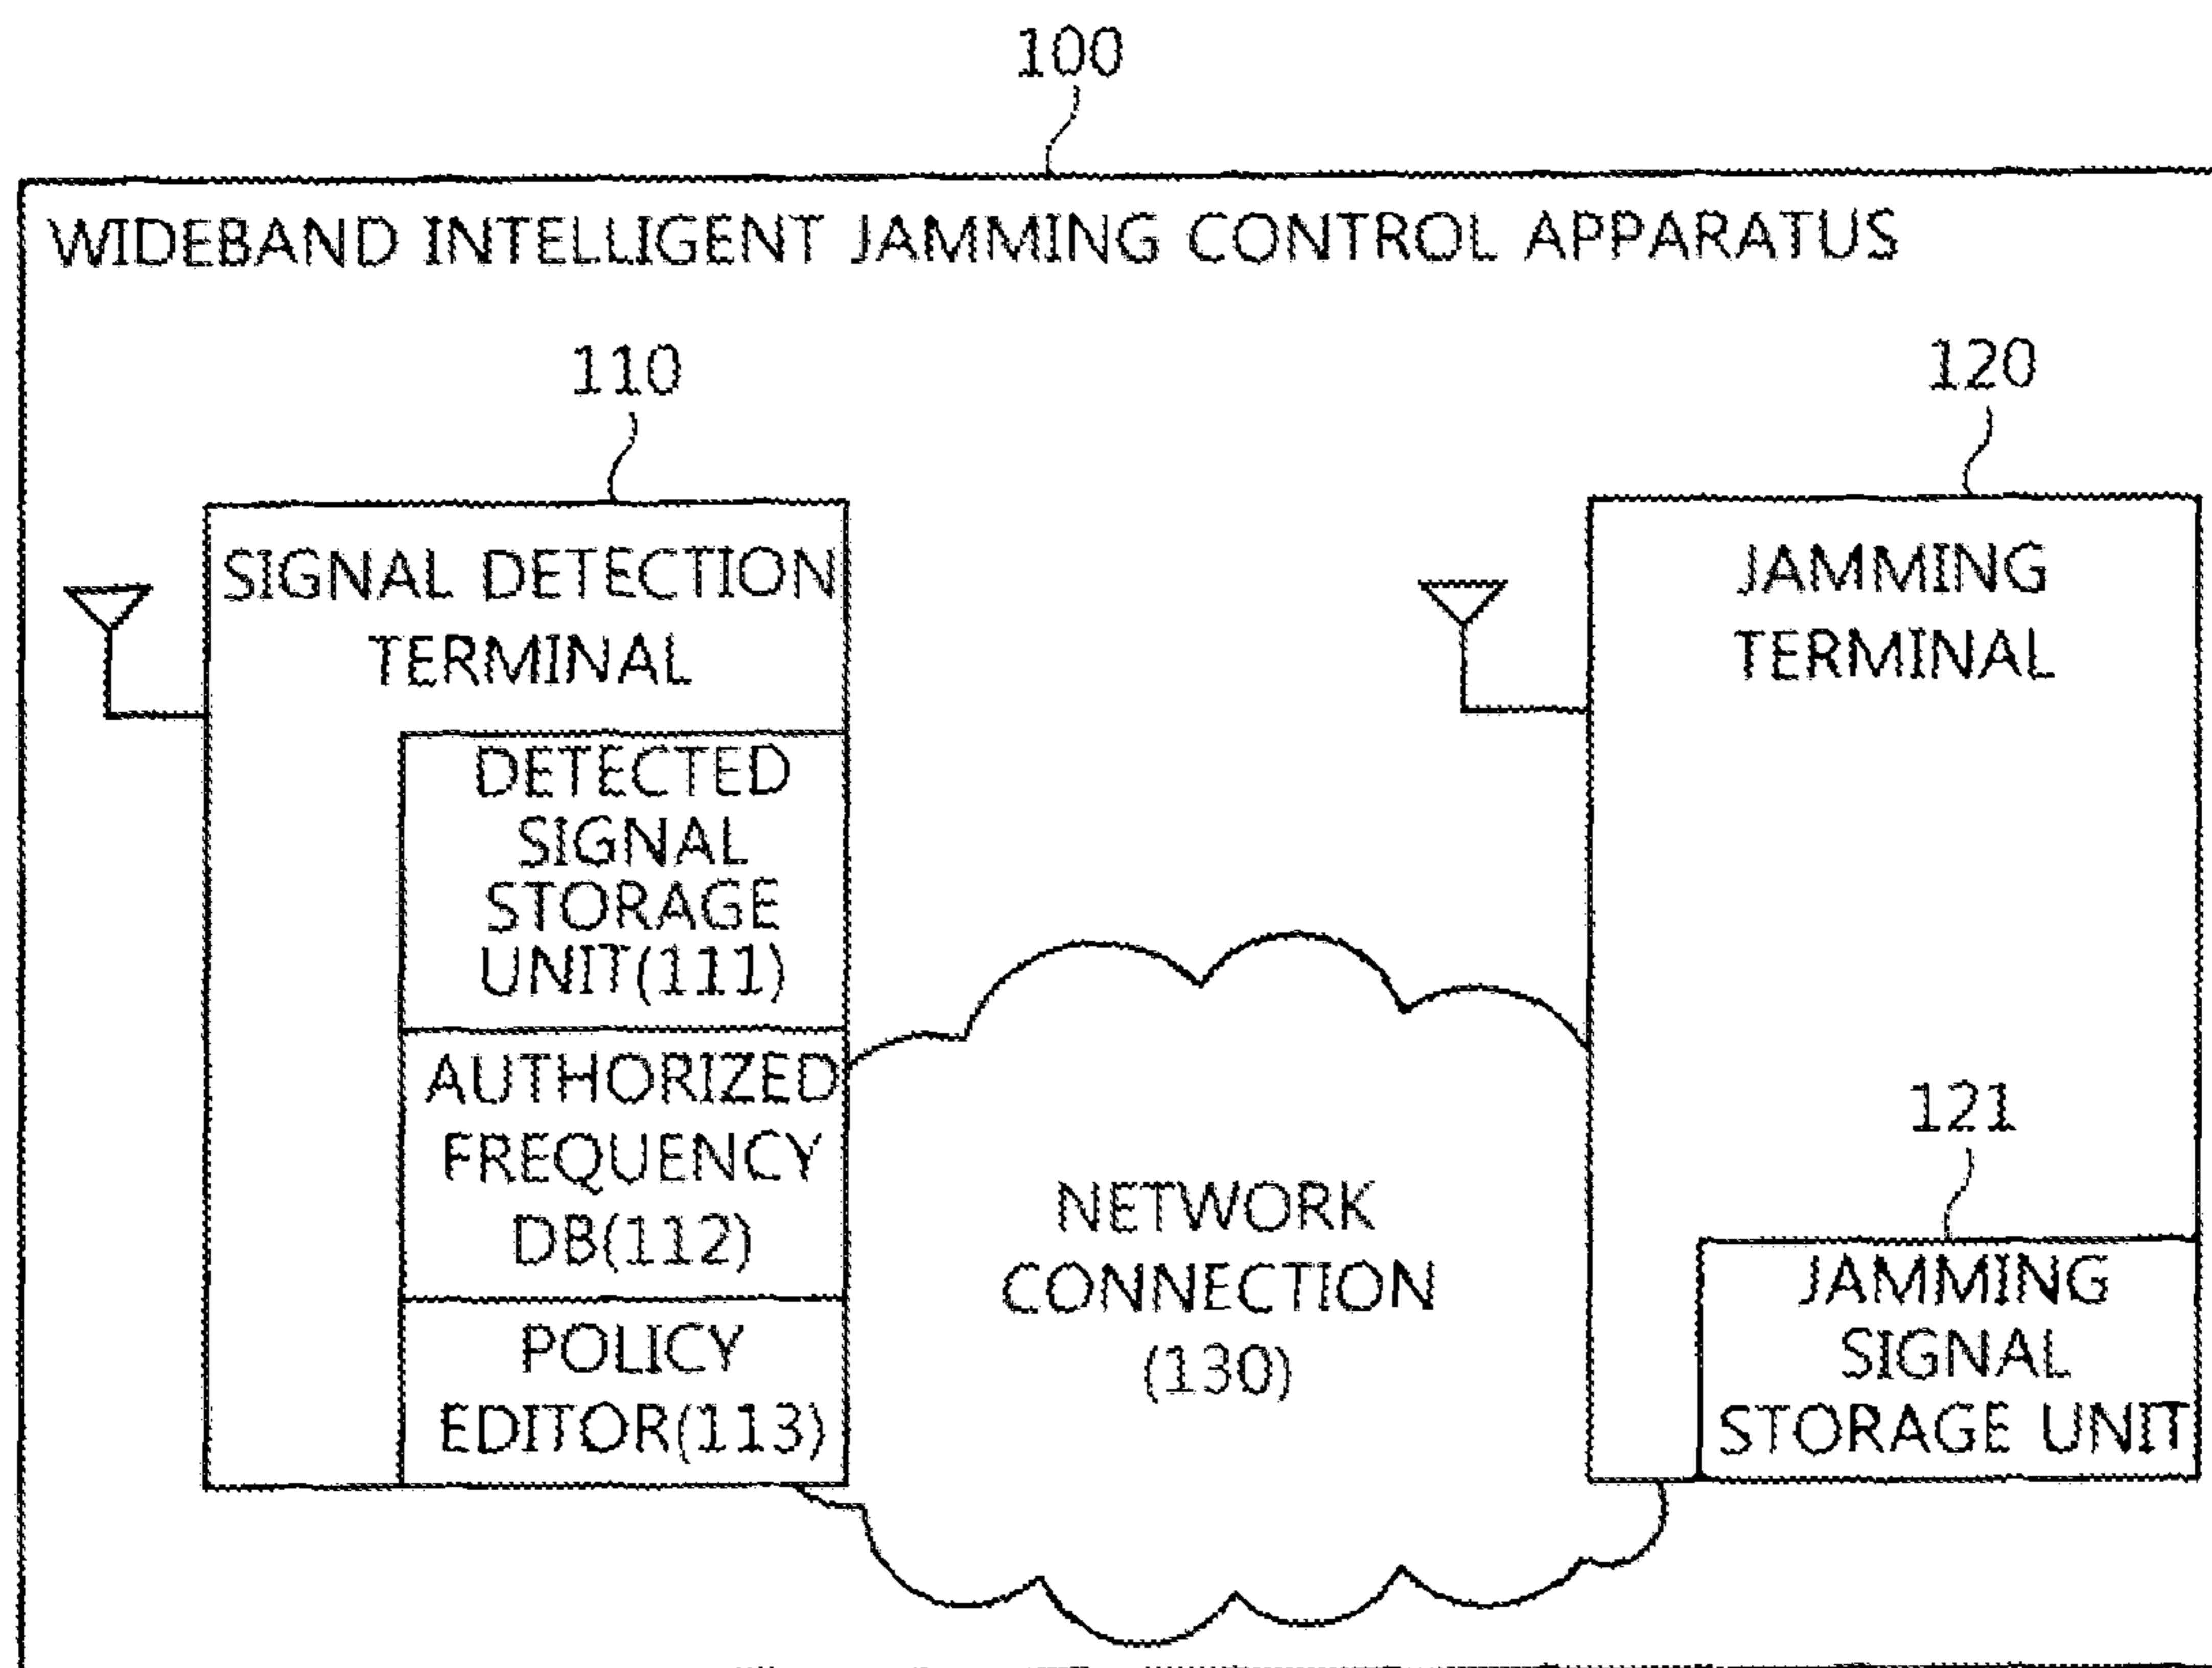 100
WIDEBAND INTELLIGENT JAMMING CONTROL APPARATUS
110
SIGNAL DETECTION
TERMINAL
DETECTED
SIGNAL
STORAGE
UNIT(111)
AUTHORIZED
FREQUENCY
DB(112)
POLICY
EDITOR(113)
NETWORK
CONNECTION
(130)
120
JAMMING
TERMINAL
121
JAMMING
SIGNAL
STORAGE UNIT